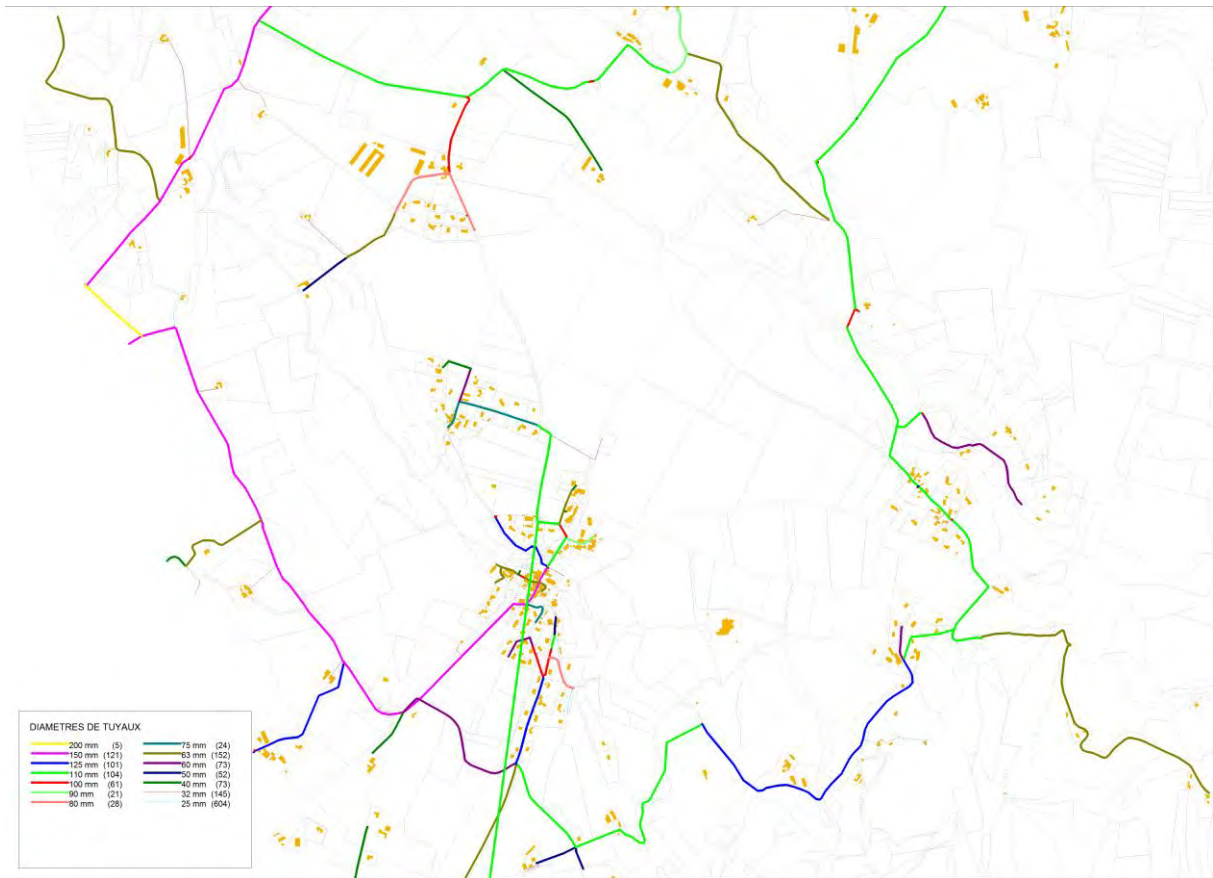 DIAMETRES DE TUYAUX
200 mm (5) 75 mm (24)
150 mm (121) 63 mm (152)
125 mm (101) 60 mm (73)
110 mm (104) 50 mm (52)
100 mm (61) 40 mm (73)
90 mm (21) 32 mm (145)
80 mm (28) 25 mm (604)